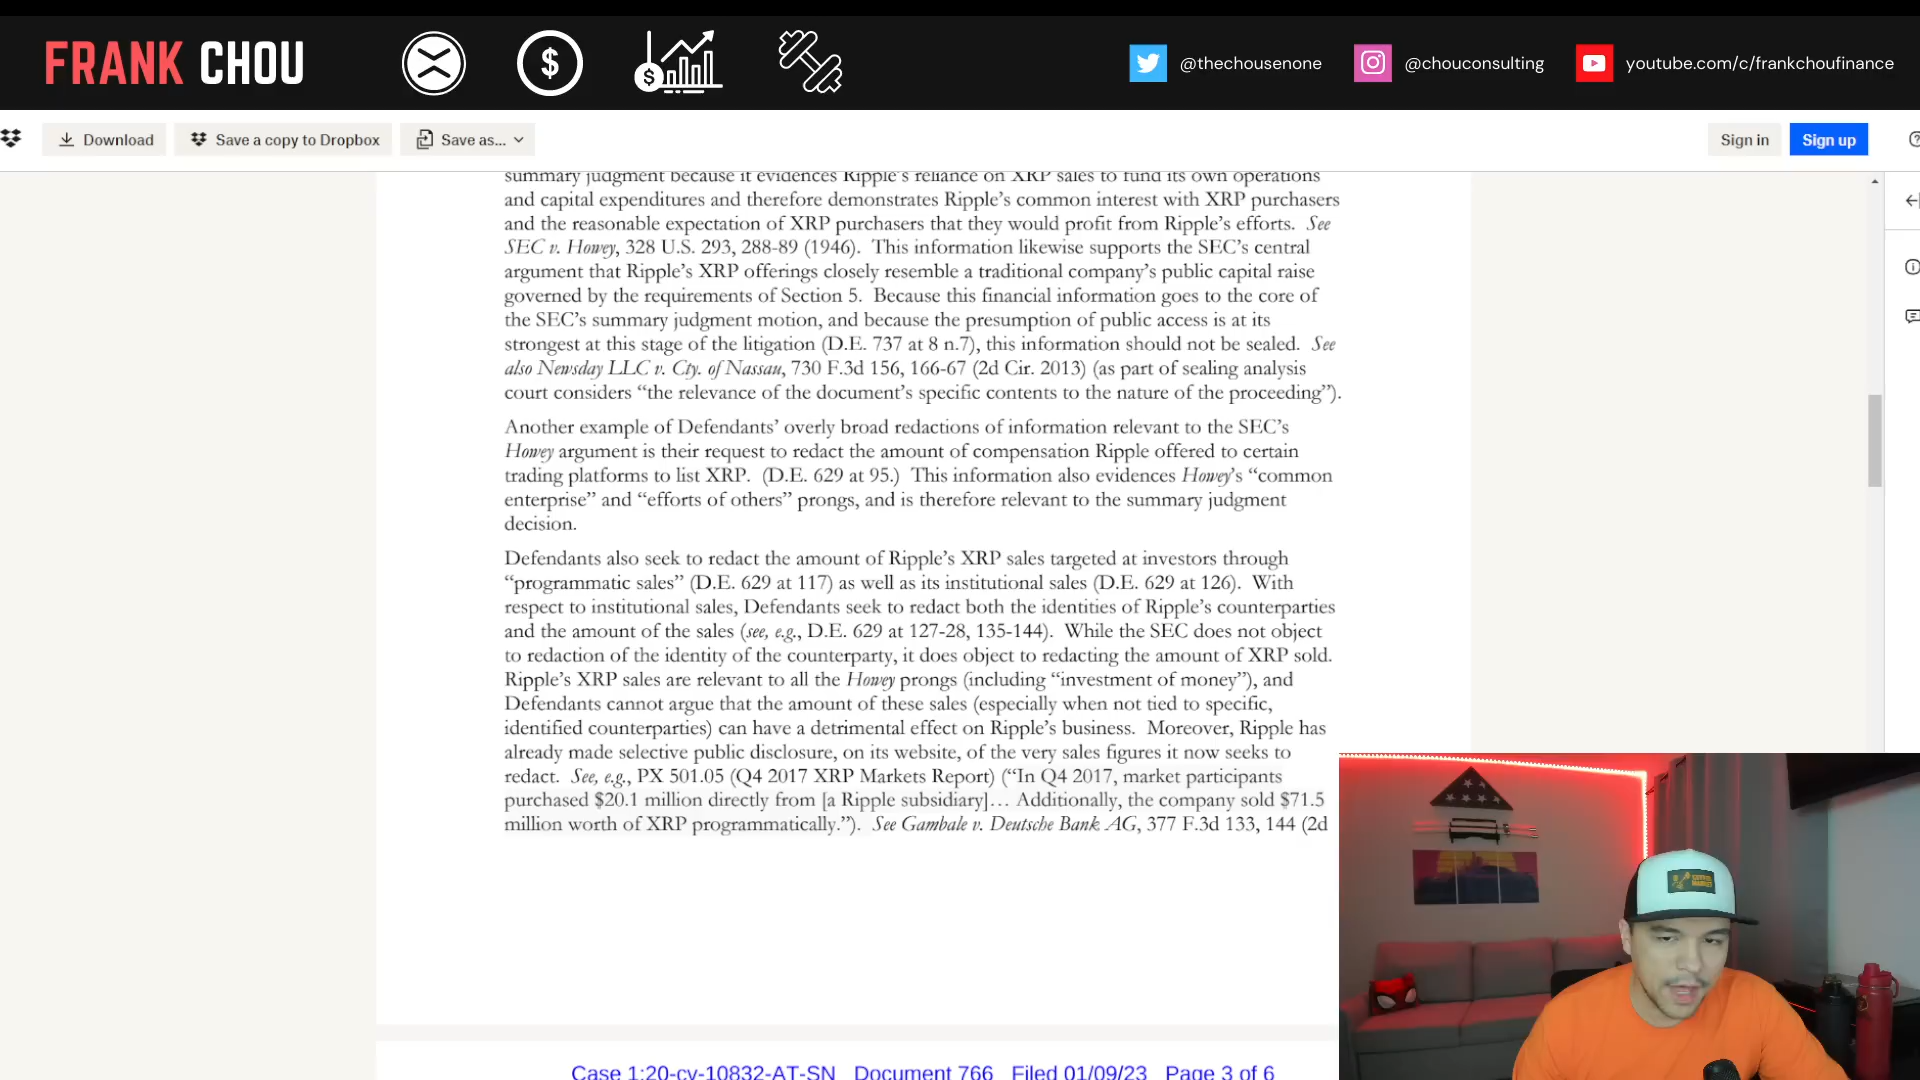 FRANK CHOU
@thechousenone
@chouconsulting
youtube.com/c/frankchoufinance
Download
Save a copy to Dropbox
Save as...
Sign in
Sign up
summary judgment because it evidences Ripple's reliance on XRP sales to fund its own operations
and capital expenditures and therefore demonstrates Ripple's common interest with XRP purchasers
and the reasonable expectation of XRP purchasers that they would profit from Ripple's efforts. See
SEC v. Howey, 328 U.S. 293, 288-89 (1946). This information likewise supports the SEC's central
argument that Ripple's XRP offerings closely resemble a traditional company's public capital raise
governed by the requirements of Section 5. Because this financial information goes to the core of
the SEC's summary judgment motion, and because the presumption of public access is at its
strongest at this stage of the litigation (D.E. 737 at 8 n.7), this information should not be sealed. See
also Newsday LLC v. Cty. of Nassau, 730 F.3d 156, 166-67 (2d Cir. 2013) (as part of sealing analysis
court considers “the relevance of the document's specific contents to the nature of the proceeding”).
Another example of Defendants' overly broad redactions of information relevant to the SEC's
Howey argument is their request to redact the amount of compensation Ripple offered to certain
trading platforms to list XRP. (D.E. 629 at 95.) This information also evidences Howey's “common
enterprise” and “efforts of others” prongs, and is therefore relevant to the summary judgment
decision.
Defendants also seek to redact the amount of Ripple's XRP sales targeted at investors through
“programmatic sales” (D.E. 629 at 117) as well as its institutional sales (D.E. 629 at 126). With
respect to institutional sales, Defendants seek to redact both the identities of Ripple's counterparties
and the amount of the sales (see, e.g., D.E. 629 at 127-28, 135-144). While the SEC does not object
to redaction of the identity of the counterparty, it does object to redacting the amount of XRP sold.
Ripple's XRP sales are relevant to all the Howey prongs (including “investment of money”), and
Defendants cannot argue that the amount of these sales (especially when not tied to specific,
identified counterparties) can have a detrimental effect on Ripple's business. Moreover, Ripple has
already made selective public disclosure, on its website, of the very sales figures it now seeks to
redact. See, e.g., PX 501.05 (Q4 2017 XRP Markets Report) (“In Q4 2017, market participants
purchased $20.1 million directly from [a Ripple subsidiary]… Additionally, the company sold $71.5
million worth of XRP programmatically.”). See Gambale v. Deutsche Bank AG, 377 F.3d 133, 144 (2d
Case 1:20-cv-10832-AT-SN Document 766 Filed 01/09/23 Page 3 of 6